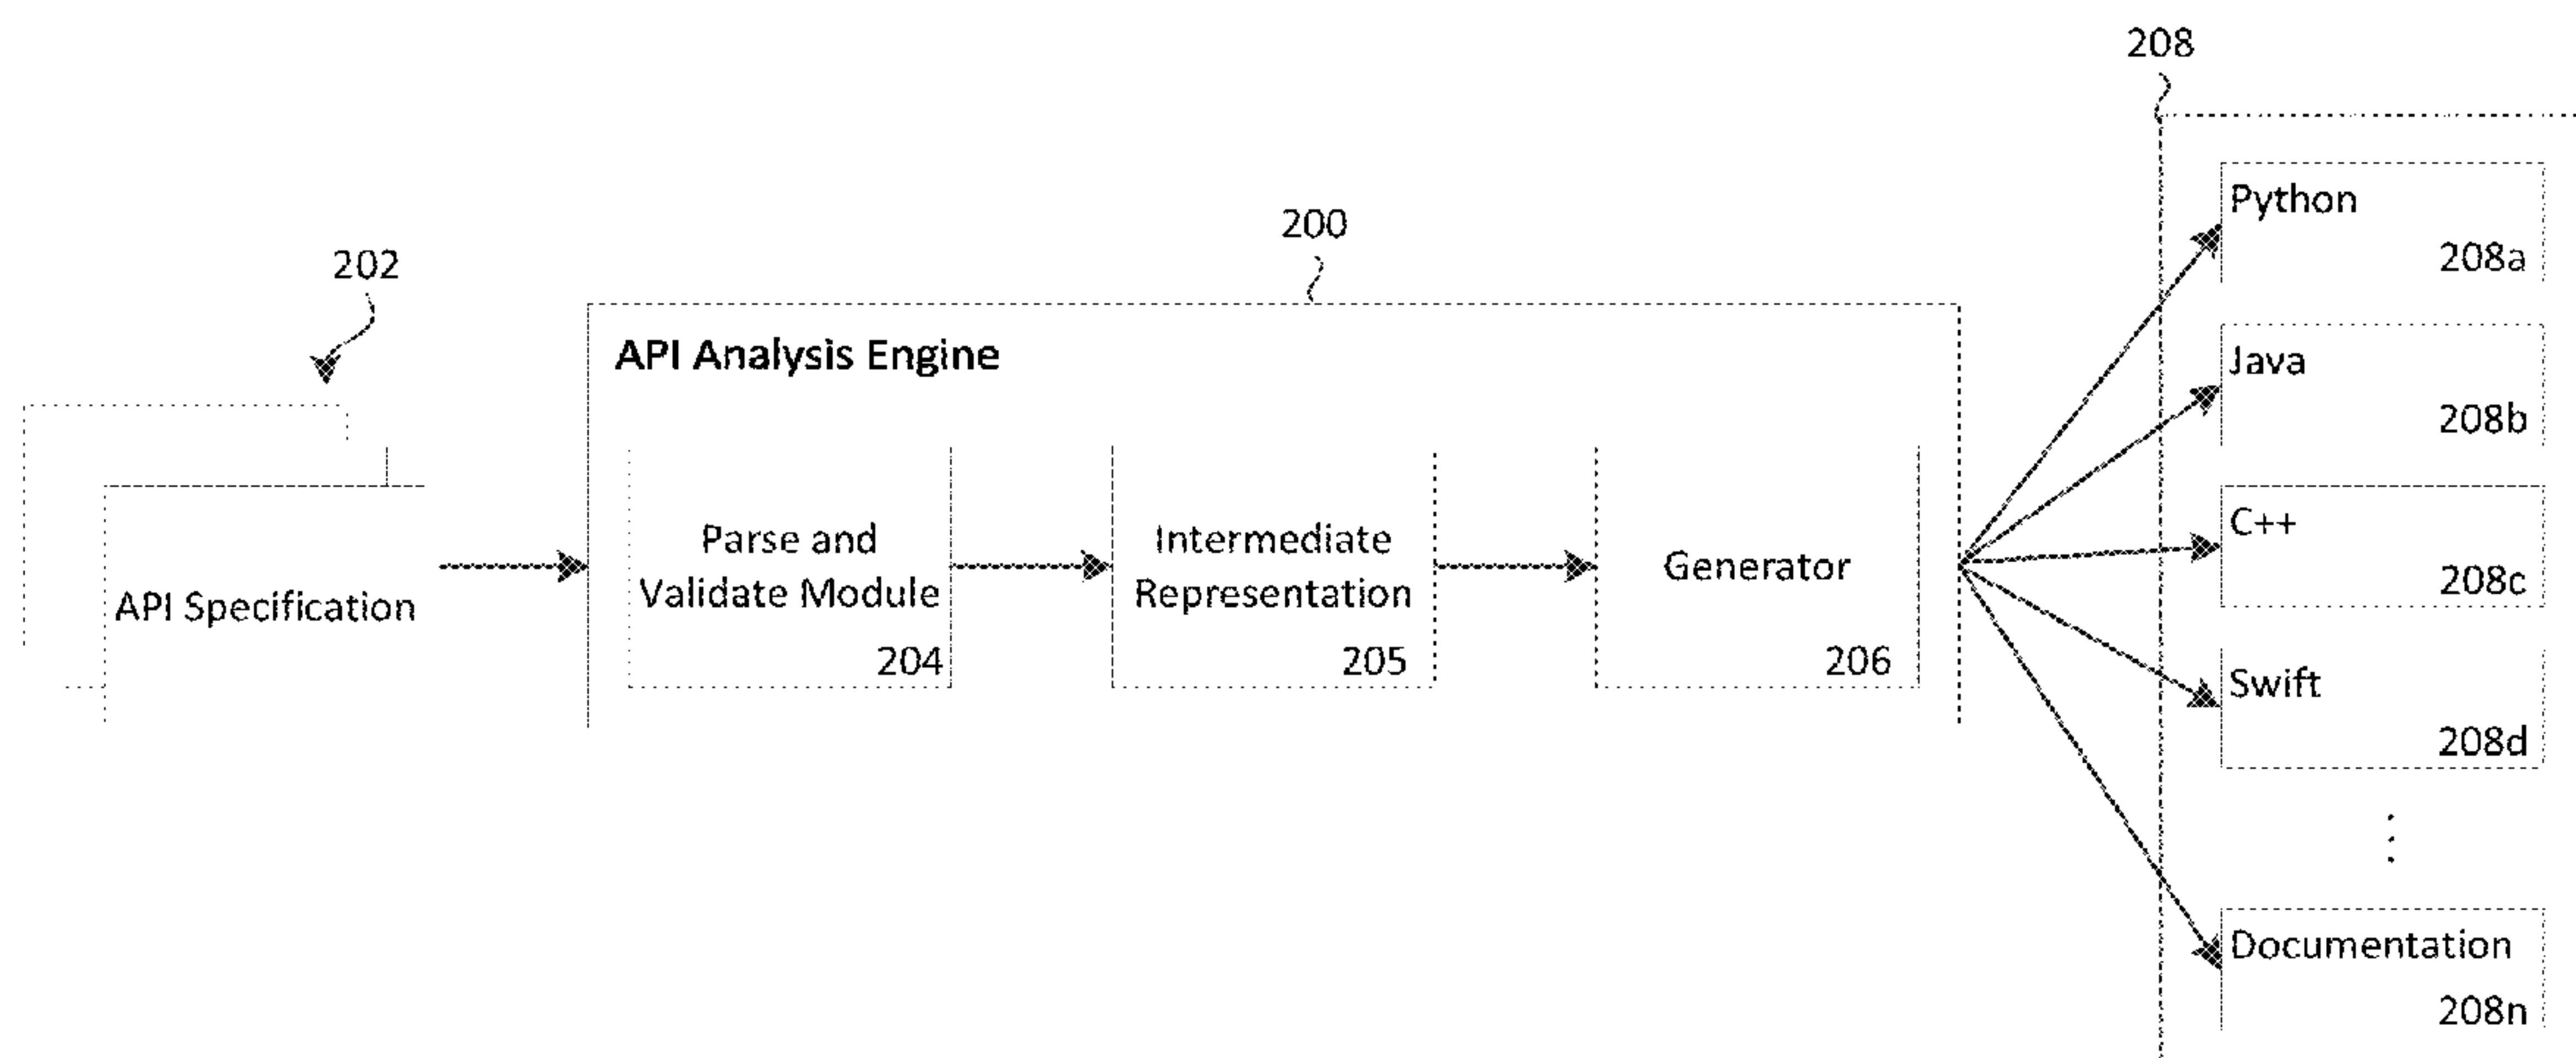 208
Python
208a
200
202
Java
208b
API Analysis Engine
C++
208c
Parse and
Validate Module
204
Intermediate
Representation
205
Generator
206
API Specification
Swift
208d
Documentation
208n